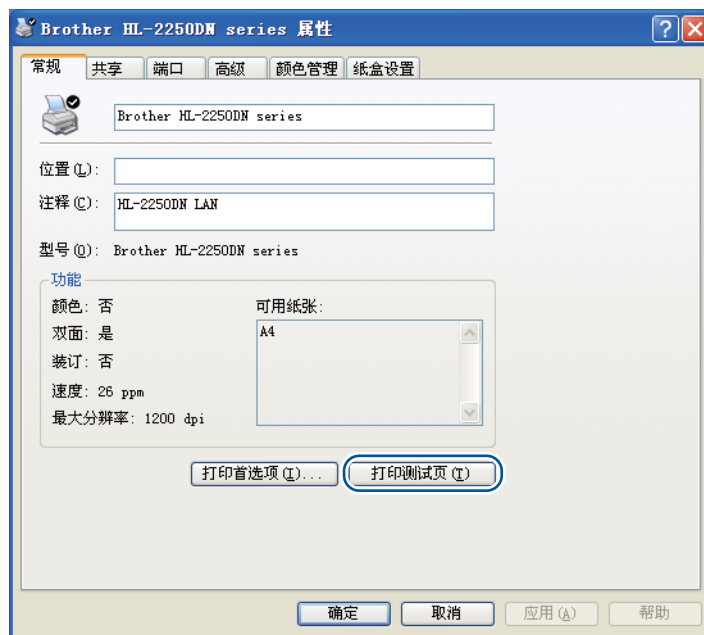 Brother HL-2250DN series 属性
常规 共享 端口 高级 颜色管理 纸盒设置
Brother HL-2250DN series
位置(L):
注释(C): HL-2250DN LAN
型号(O): Brother HL-2250DN series
功能
颜色: 否 可用纸张:
双面: 是 A4
装订: 否
速度: 26 ppm
最大分辨率: 1200 dpi
打印首选项(I)... 打印测试页(T)
确定 取消 应用(A) 帮助